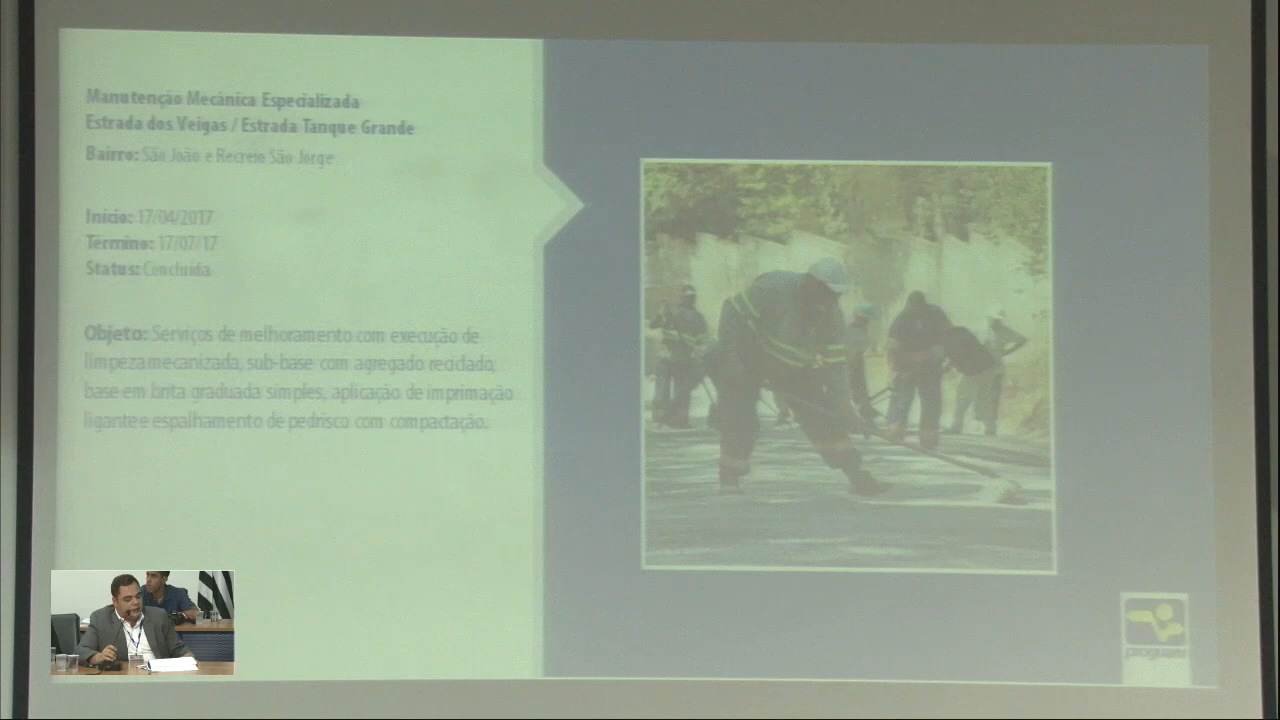 Manutenção Mecânica Especializada
Estrada dos Veigas / Estrada Tanque Grande
Bairro: São João e Recreio São Jorge
Início: 17/04/2017
Término: 17/07/17
Status: Concluída
Objeto: Serviços de melhoramento com execução de
limpeza mecanizada, sub-base com agregado reciclado,
base em brita graduada simples, aplicação de imprimação
ligante e espalhamento de pedrisco com compactação.
proguaru